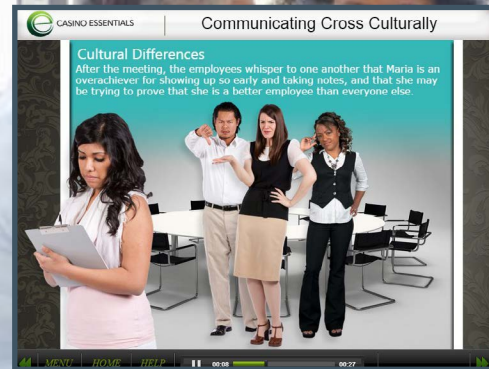 CASINO ESSENTIALS
Communicating Cross Culturally
Cultural Differences
After the meeting, the employees whisper to one another that Maria is an
overachiever for showing up so early and taking notes, and that she may
be trying to prove that she is a better employee than everyone else.
MENU HOME HELP 00:08 00:27